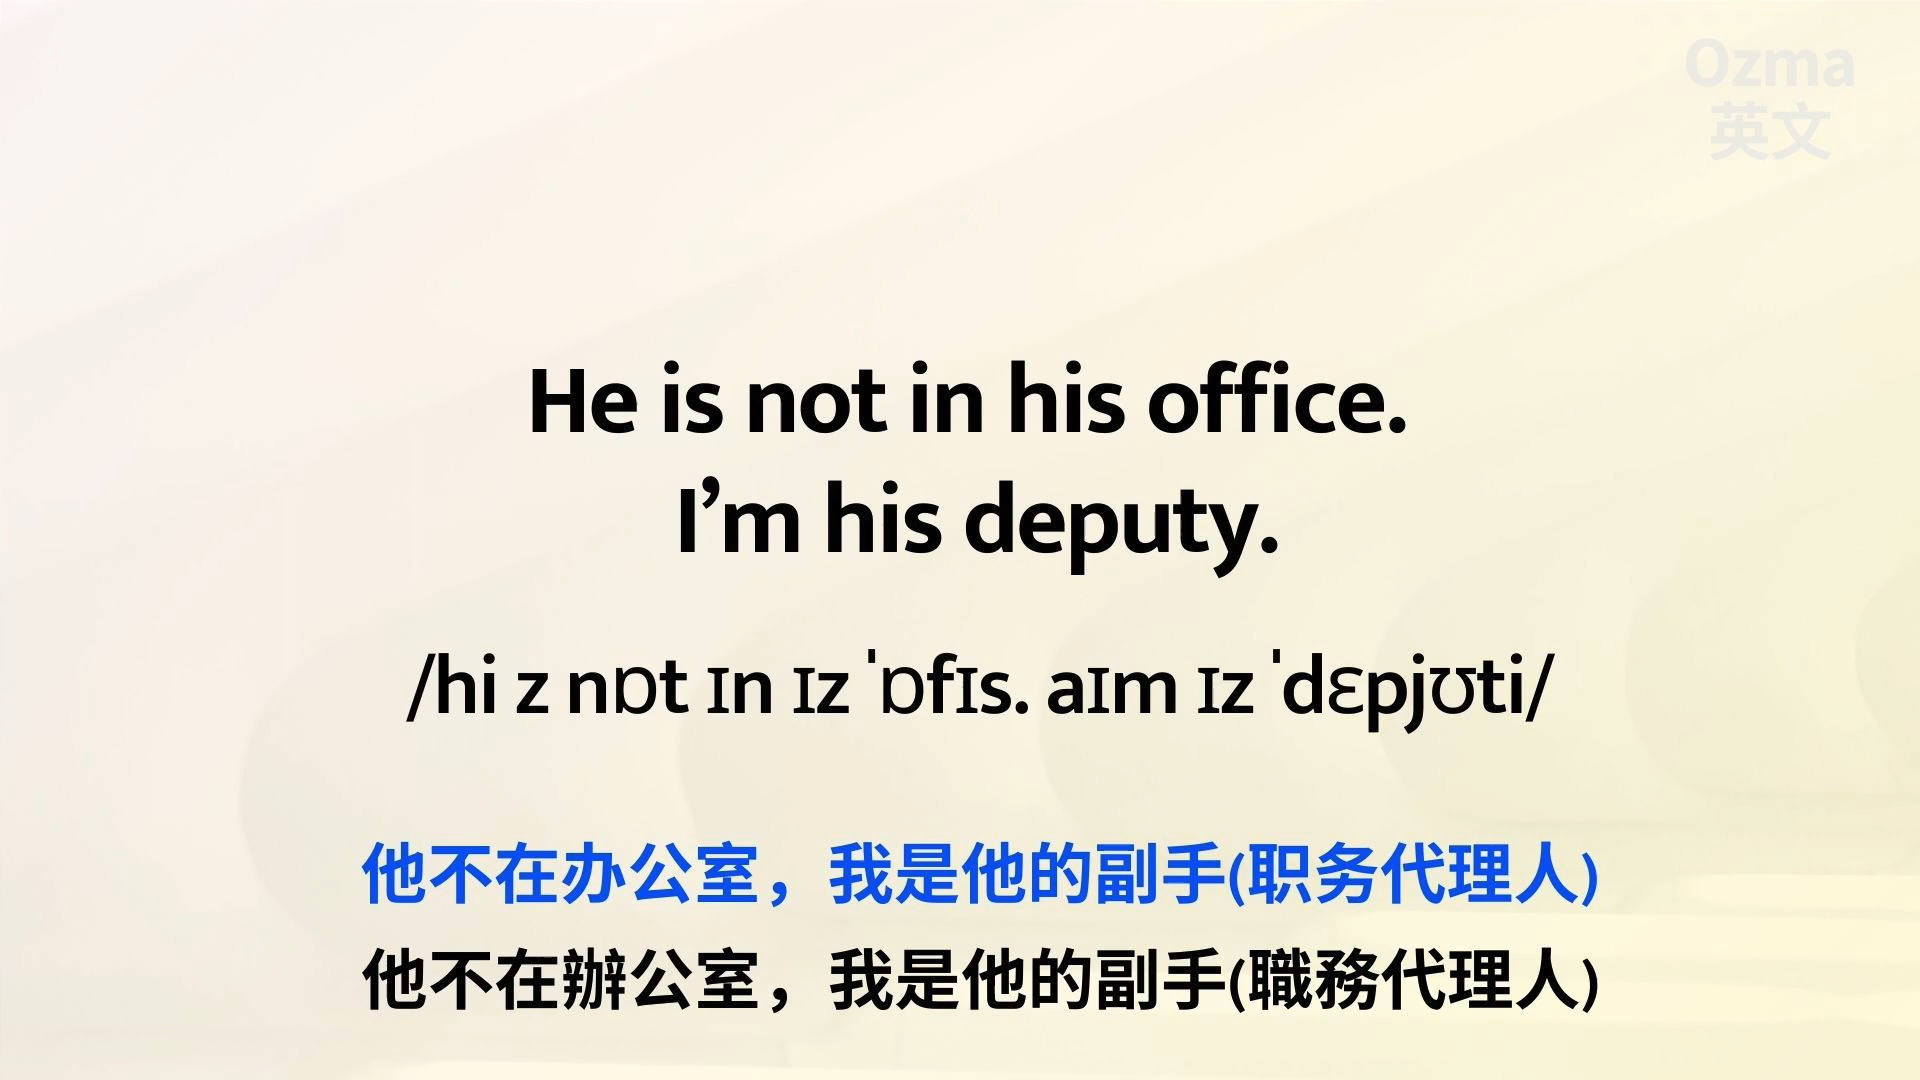 Ozma
英文
He is not in his office.
I’m his deputy.
/hi z nɒt ɪn ɪz ˈɒfɪs. aɪm ɪz ˈdɛpjʊti/
他不在办公室，我是他的副手(职务代理人)
他不在辦公室，我是他的副手(職務代理人)